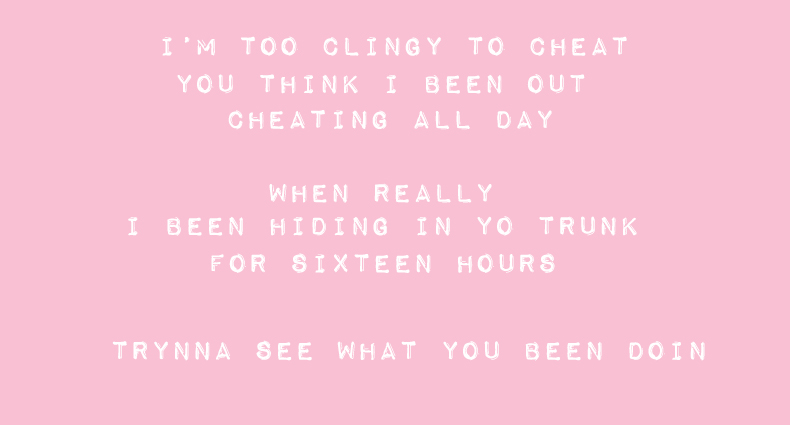 I'M TOO CLINGY TO CHEAT
YOU THINK I BEEN OUT
CHEATING ALL DAY
WHEN REALLY
I BEEN HIDING IN YO TRUNK
FOR SIXTEEN HOURS
TRYNNA SEE WHAT YOU BEEN DOIN